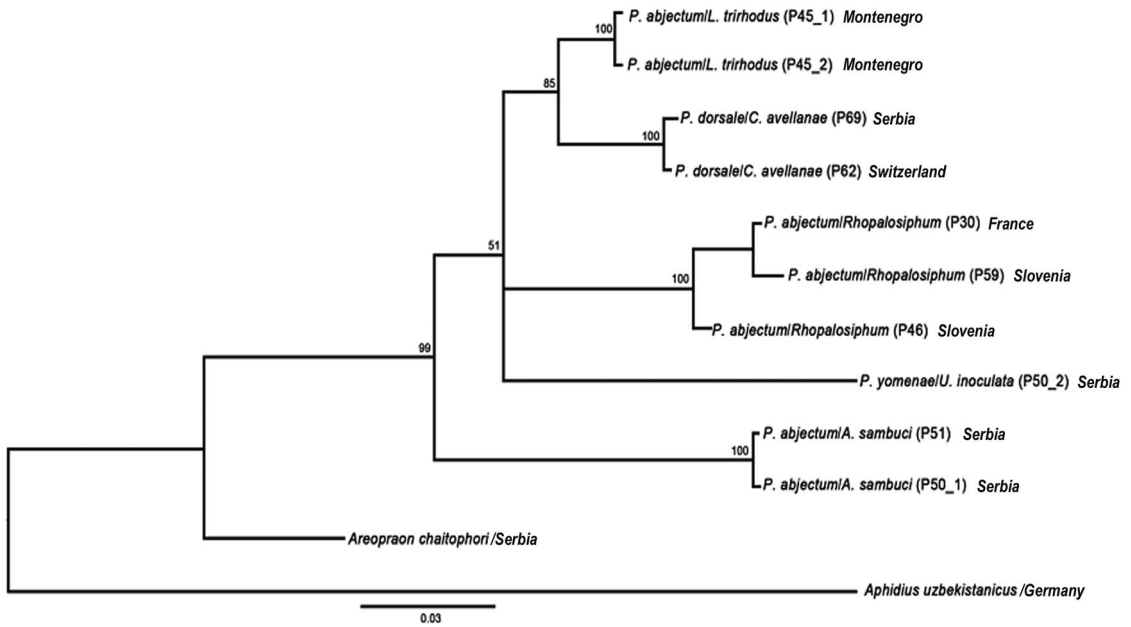 P. abjectum/L. trirhodus (P45_1) Montenegro
100
P. abjectum/L. trirhodus (P45_2) Montenegro
85
P. dorsale/C. avellanae (P69) Serbia
100
P. dorsale/C. avellanae (P62) Switzerland
P. abjectum/Rhopalosiphum (P30) France
51
P. abjectum/Rhopalosiphum (P59) Slovenia
100
P. abjectum/Rhopalosiphum (P46) Slovenia
99
P. yomenae/U. inoculata (P50_2) Serbia
P. abjectum/A. sambuci (P51) Serbia
100
P. abjectum/A. sambuci (P50_1) Serbia
Areopraon chaitophori /Serbia
Aphidius uzbekistanicus /Germany
0.03